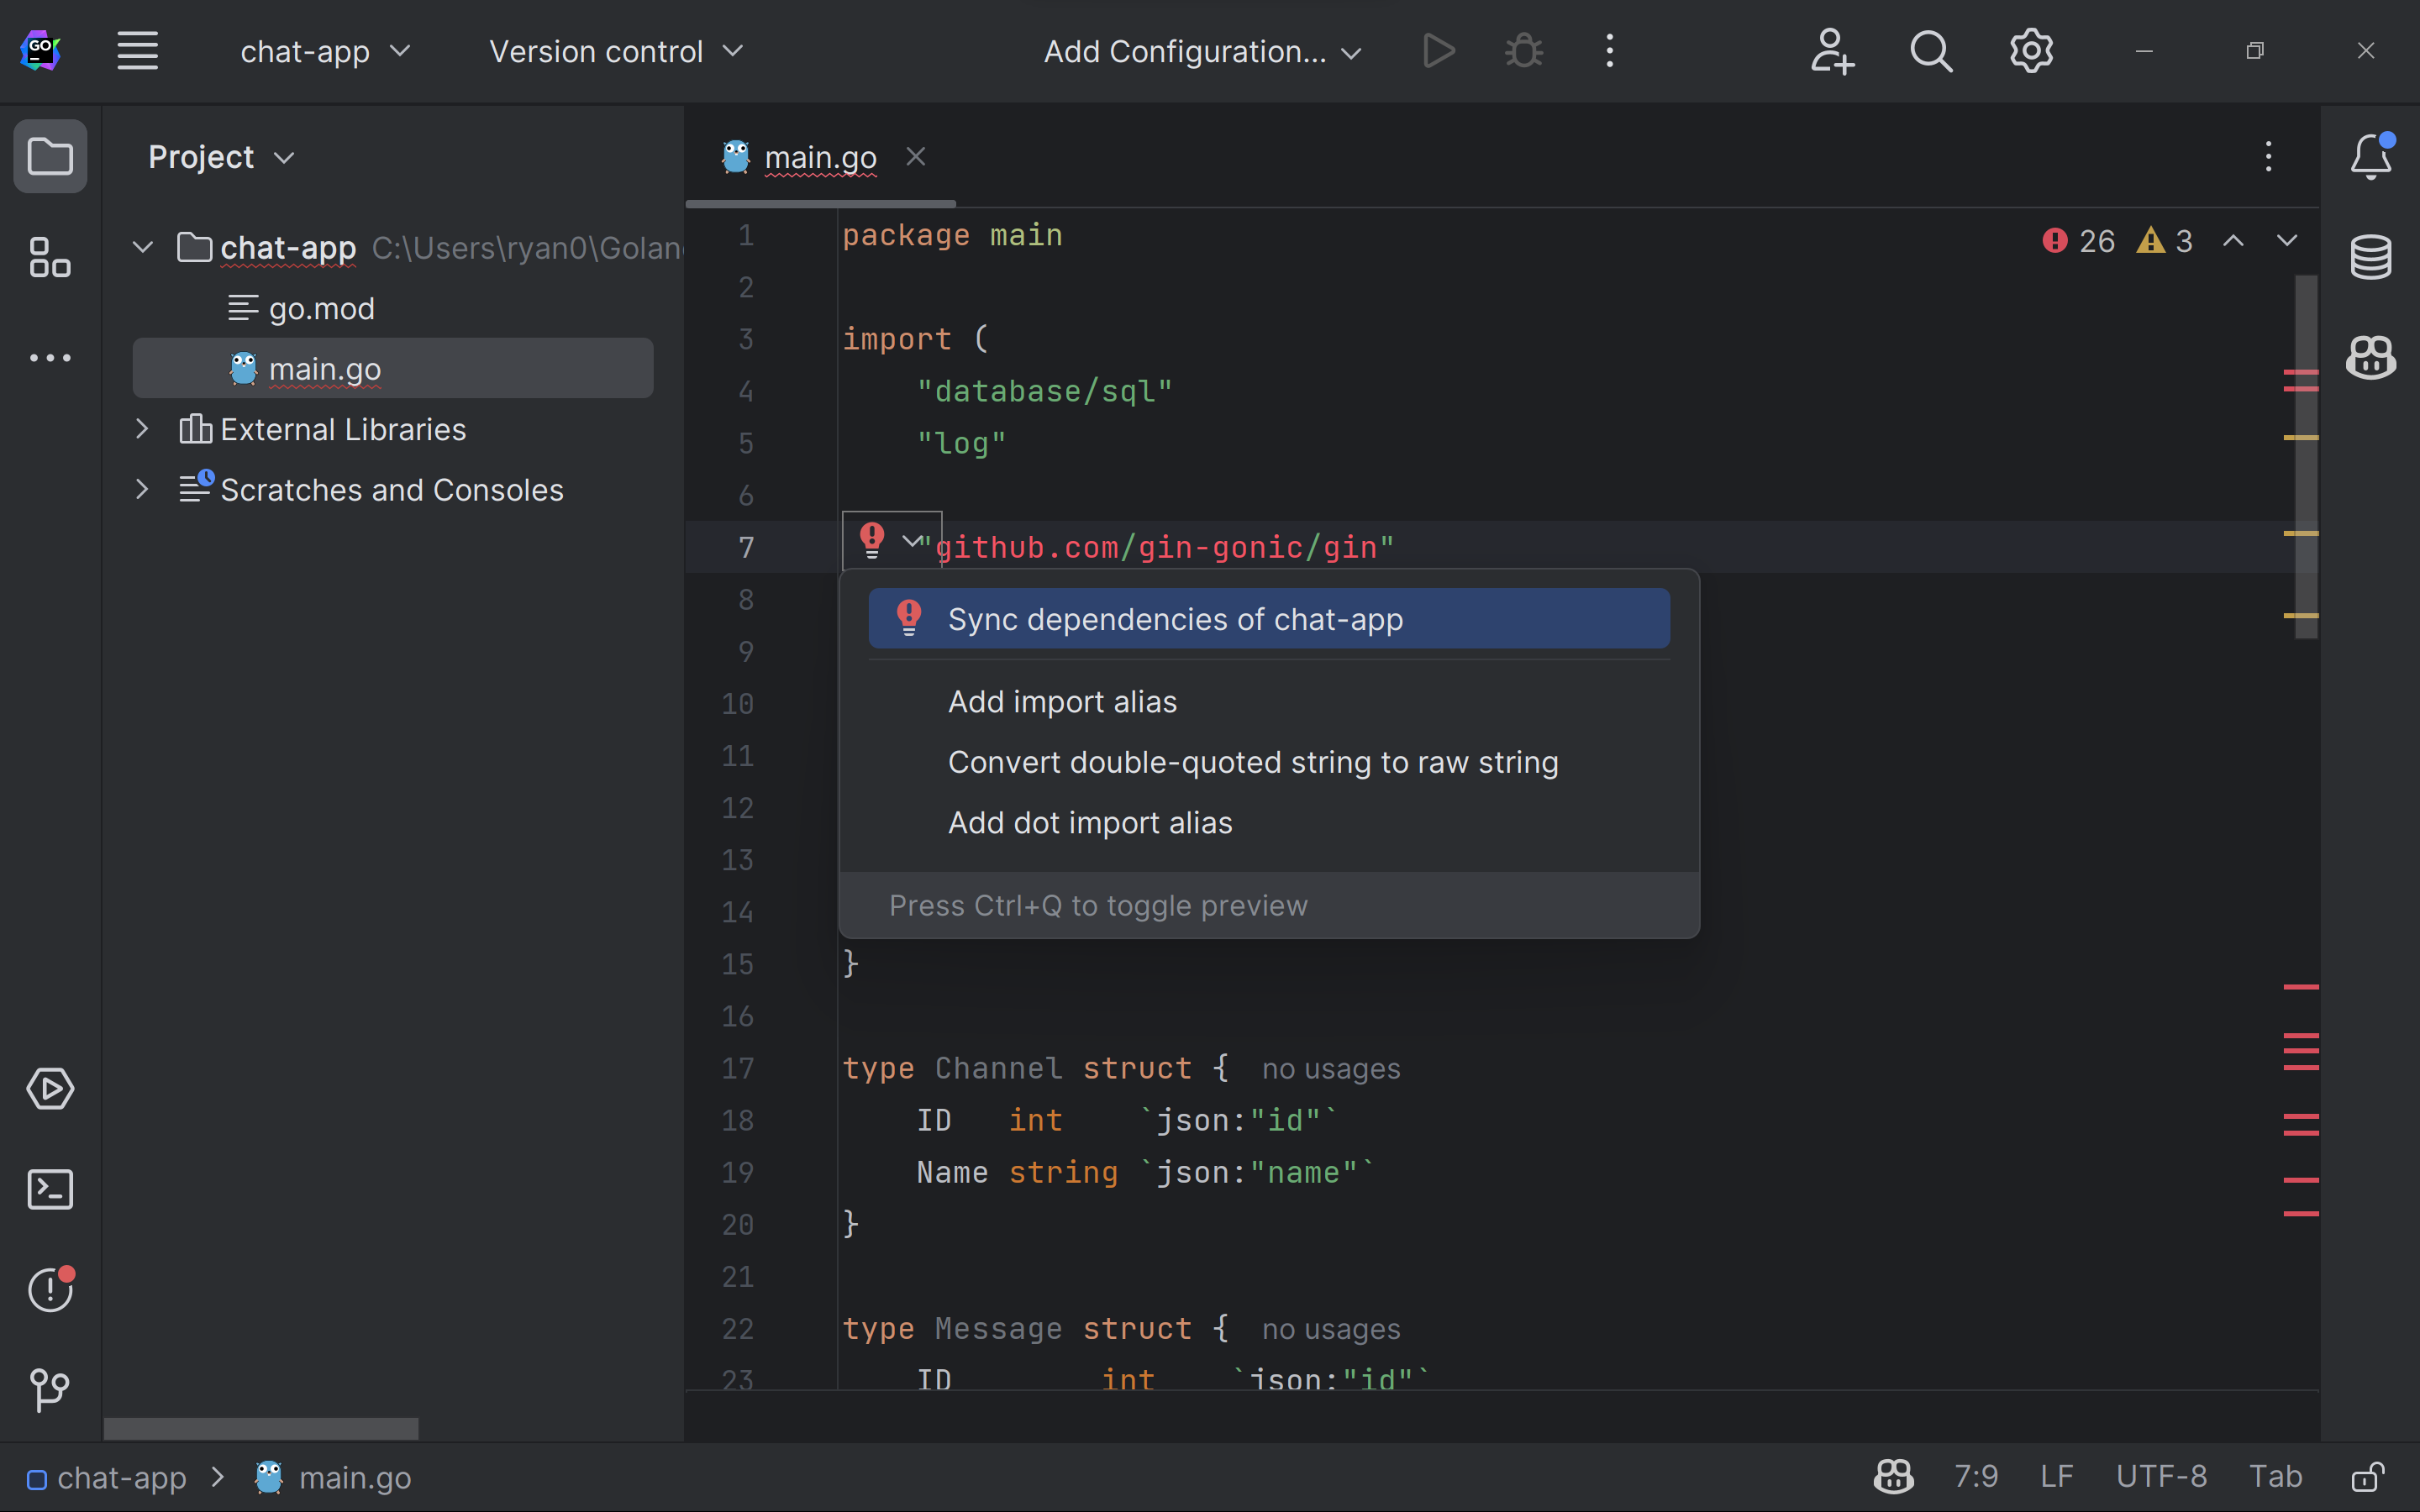 GO
chat-app
Version control
Add Configuration...
Project
main.go
chat-app C:\Users\ryan0\Golan
go.mod
main.go
External Libraries
Scratches and Consoles
26 3
1 package main
2
3 import (
4 "database/sql"
5 "log"
6
7 "github.com/gin-gonic/gin"
8
Sync dependencies of chat-app
9
10 Add import alias
11 Convert double-quoted string to raw string
12 Add dot import alias
13
14 Press Ctrl+Q to toggle preview
15 }
16
17 type Channel struct { no usages
18 ID int `json:"id"`
19 Name string `json:"name"`
20 }
21
22 type Message struct { no usages
23 ID int `json:"id"`
chat-app > main.go
7:9 LF UTF-8 Tab